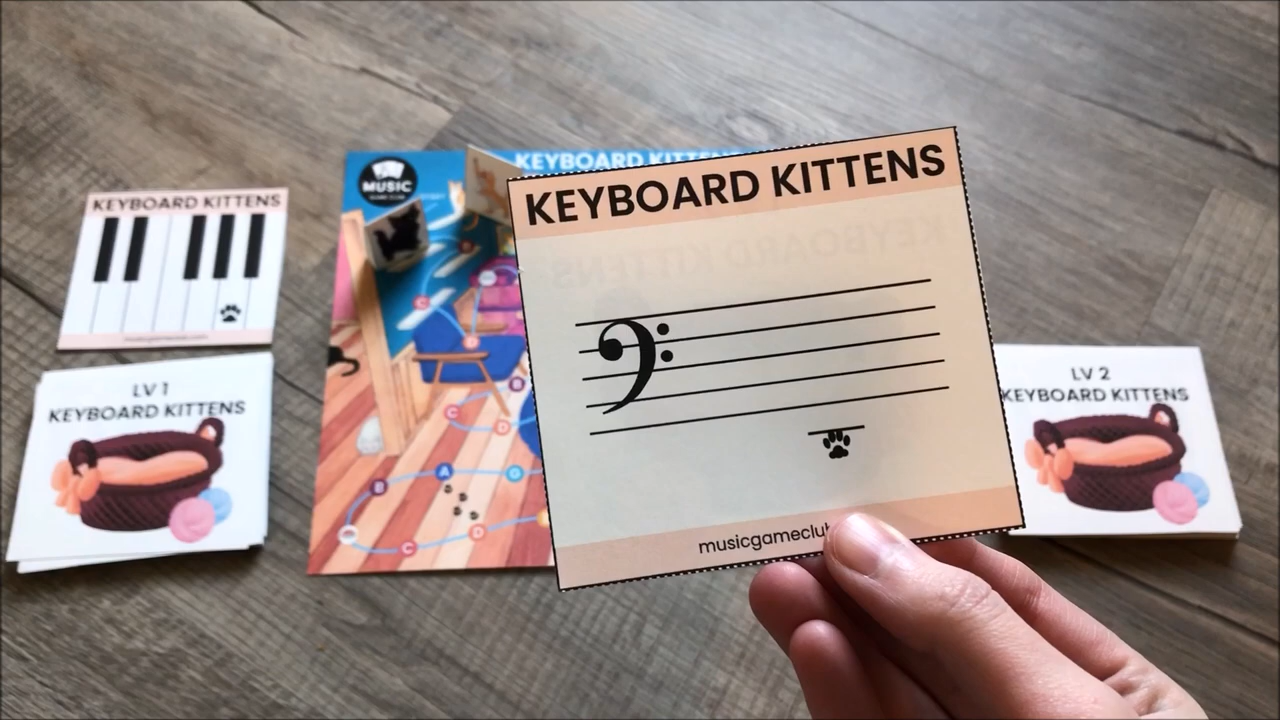 KEYBOARD KITTENS
MUSIC
KEYBOARD KITTENS
KEYBOARD KITTENS
musicgameclub
LV 1
KEYBOARD KITTENS
LV 2
KEYBOARD KITTENS
C
B
C
D
A
G
B
C
D